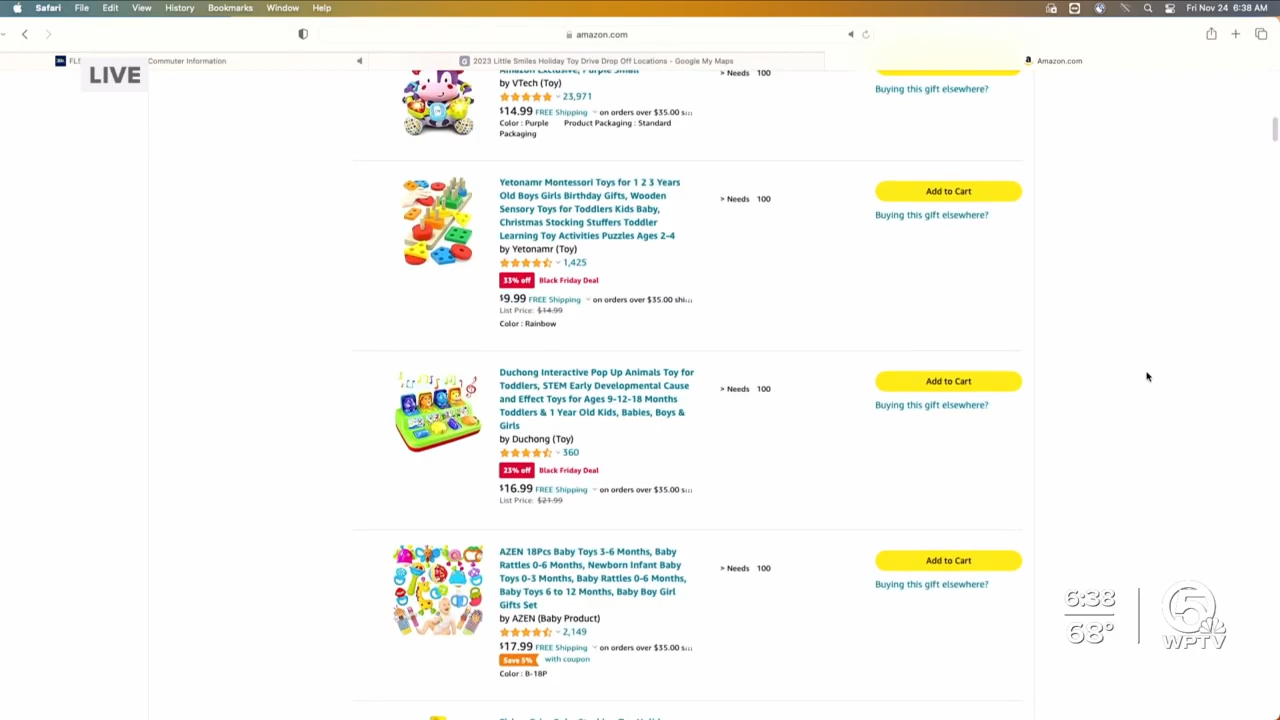 Safari File Edit View History Bookmarks Window Help Fri Nov 24 6:38 AM
amazon.com
Commuter Information 2023 Little Smiles Holiday Toy Drive Drop Off Locations - Google My Maps Amazon.com
LIVE
Amazon Exclusive, Purple Small
by VTech (Toy)
23,971
$14.99 FREE Shipping on orders over $35.00 s...
Color : Purple Product Packaging : Standard
Packaging
> Needs 100
Buying this gift elsewhere?
Yetonamr Montessori Toys for 1 2 3 Years
Old Boys Girls Birthday Gifts, Wooden
Sensory Toys for Toddlers Kids Baby,
Christmas Stocking Stuffers Toddler
Learning Toy Activities Puzzles Ages 2-4
by Yetonamr (Toy)
1,425
33% off Black Friday Deal
$9.99 FREE Shipping on orders over $35.00 shi...
List Price: $14.99
Color : Rainbow
> Needs 100
Add to Cart
Buying this gift elsewhere?
Duchong Interactive Pop Up Animals Toy for
Toddlers, STEM Early Developmental Cause
and Effect Toys for Ages 9-12-18 Months
Toddlers & 1 Year Old Kids, Babies, Boys &
Girls
by Duchong (Toy)
360
23% off Black Friday Deal
$16.99 FREE Shipping on orders over $35.00 s...
List Price: $21.99
> Needs 100
Add to Cart
Buying this gift elsewhere?
AZEN 18Pcs Baby Toys 3-6 Months, Baby
Rattles 0-6 Months, Newborn Infant Baby
Toys 0-3 Months, Baby Rattles 0-6 Months,
Baby Toys 6 to 12 Months, Baby Boy Girl
Gifts Set
by AZEN (Baby Product)
2,149
$17.99 FREE Shipping on orders over $35.00 s...
Save 5% with coupon
Color : B-18P
> Needs 100
Add to Cart
Buying this gift elsewhere?
6:38
68°
5
WPTV